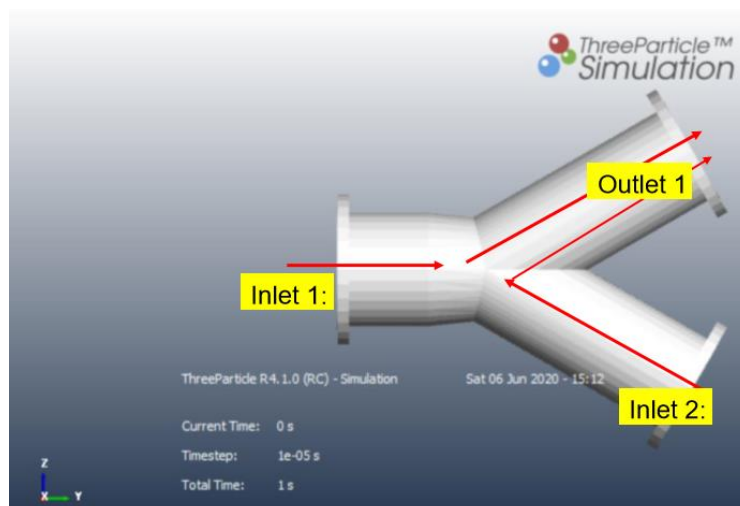 ThreeParticle™
Simulation
Outlet 1
Inlet 1:
ThreeParticle R4.1.0 (RC) - Simulation Sat 06 Jun 2020 - 15:12
Inlet 2:
Current Time: 0 s
Timestep: 1e-05 s
Total Time: 1 s
Z
X Y